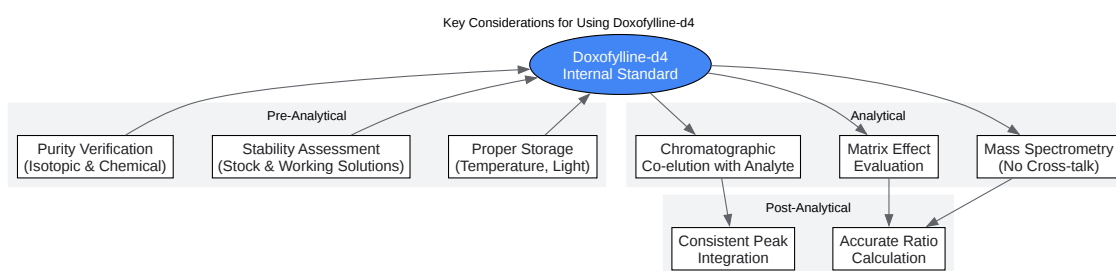 Key Considerations for Using Doxofylline-d4
Doxofylline-d4
Internal Standard
Pre-Analytical
Purity Verification
(Isotopic & Chemical)
Stability Assessment
(Stock & Working Solutions)
Proper Storage
(Temperature, Light)
Analytical
Chromatographic
Co-elution with Analyte
Matrix Effect
Evaluation
Mass Spectrometry
(No Cross-talk)
Post-Analytical
Consistent Peak
Integration
Accurate Ratio
Calculation